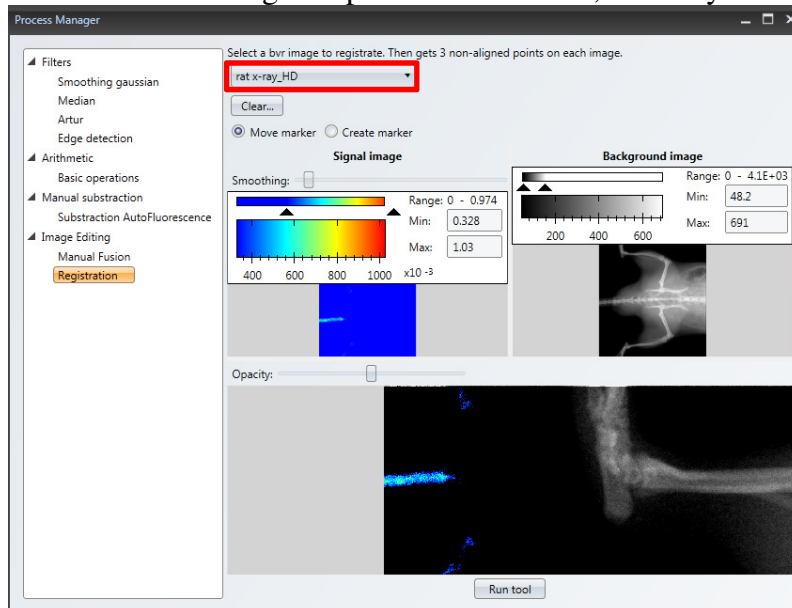 Process Manager
Filters
Smoothing gaussian
Median
Artur
Edge detection
Arithmetic
Basic operations
Manual substraction
Substraction AutoFluorescence
Image Editing
Manual Fusion
Registration
Select a bvr image to registrate. Then gets 3 non-aligned points on each image.
rat x-ray_HD
Clear...
Move marker Create marker
Signal image
Smoothing:
Range: 0 - 0.974
Min: 0.328
Max: 1.03
400 600 800 1000 x10 -3
Background image
Range: 0 - 4.1E+03
Min: 48.2
Max: 691
200 400 600
Opacity:
Run tool